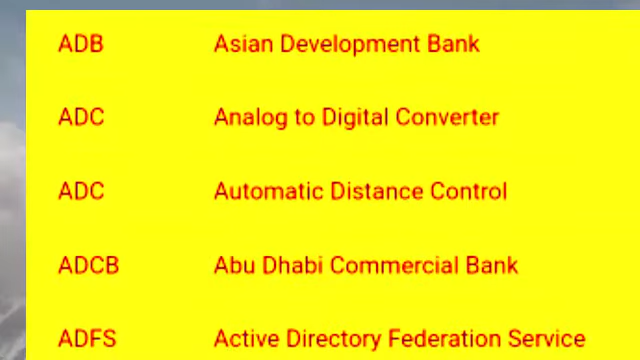 ADB Asian Development Bank
ADC Analog to Digital Converter
ADC Automatic Distance Control
ADCB Abu Dhabi Commercial Bank
ADFS Active Directory Federation Service